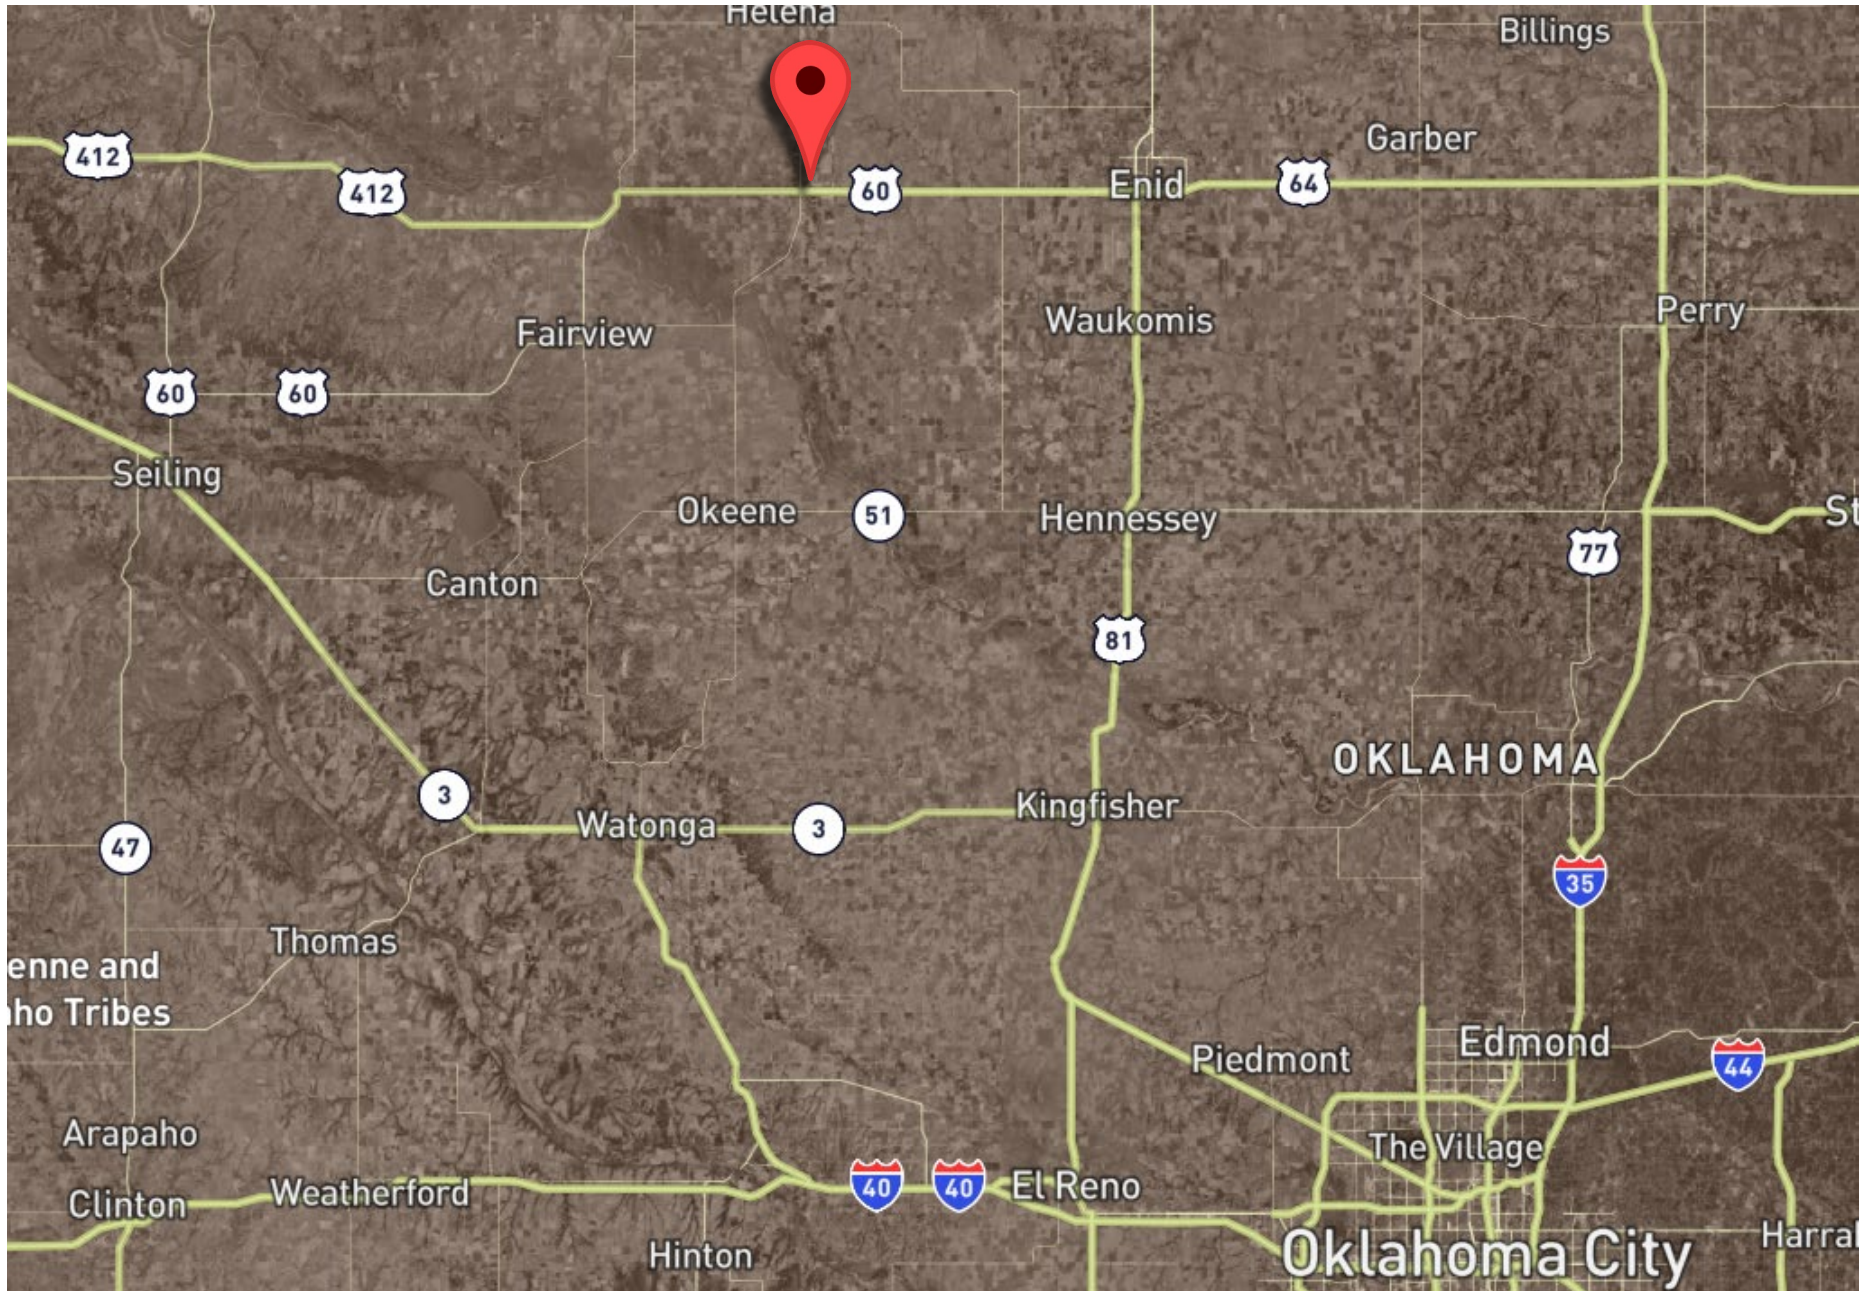 Helena
Billings
412
412
60
Enid
64
Garber
Fairview
Waukomis
Perry
60
60
Seiling
Okeene
51
Hennessey
St
77
Canton
81
OKLAHOMA
3
Watonga
3
Kingfisher
47
35
Thomas
enne and
aho Tribes
Piedmont
Edmond
44
Arapaho
The Village
Clinton
Weatherford
40
40
El Reno
Hinton
Oklahoma City
Harrah